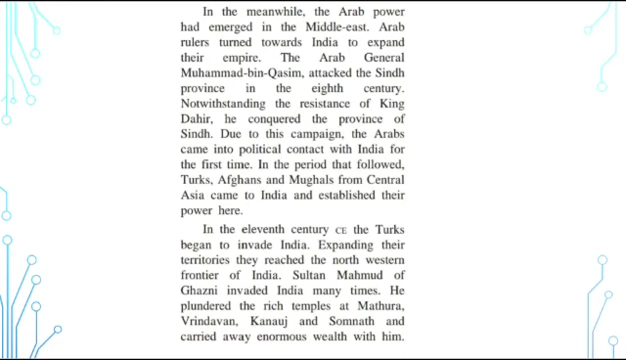 In the meanwhile, the Arab power
had emerged in the Middle-east. Arab
rulers turned towards India to expand
their empire. The Arab General
Muhammad-bin-Qasim, attacked the Sindh
province in the eighth century.
Notwithstanding the resistance of King
Dahir, he conquered the province of
Sindh. Due to this campaign, the Arabs
came into political contact with India for
the first time. In the period that followed,
Turks, Afghans and Mughals from Central
Asia came to India and established their
power here.
In the eleventh century CE the Turks
began to invade India. Expanding their
territories they reached the north western
frontier of India. Sultan Mahmud of
Ghazni invaded India many times. He
plundered the rich temples at Mathura,
Vrindavan, Kanauj and Somnath and
carried away enormous wealth with him.